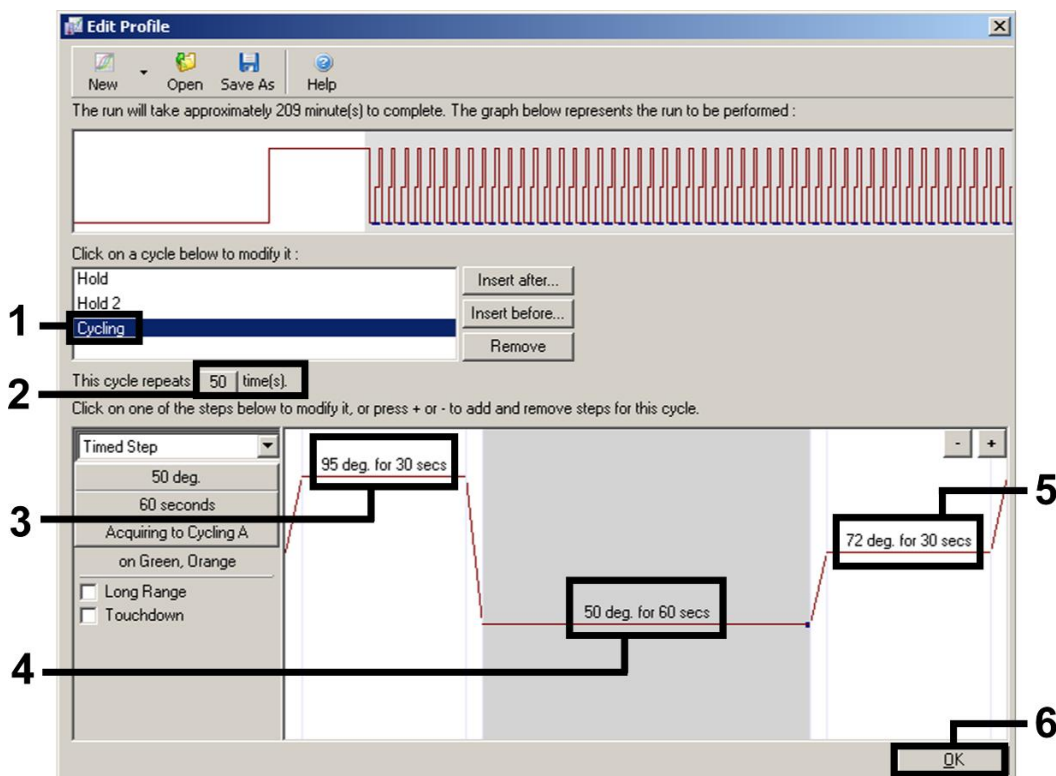 Edit Profile
New Open Save As Help
The run will take approximately 209 minute(s) to complete. The graph below represents the run to be performed :
Click on a cycle below to modify it :
Hold
Hold 2
Cycling
Insert after...
Insert before...
Remove
1
This cycle repeats 50 time(s).
2
Click on one of the steps below to modify it, or press + or - to add and remove steps for this cycle.
Timed Step
50 deg.
60 seconds
Acquiring to Cycling A
on Green, Orange
Long Range
Touchdown
95 deg. for 30 secs
3
50 deg. for 60 secs
4
- +
72 deg. for 30 secs
5
OK
6